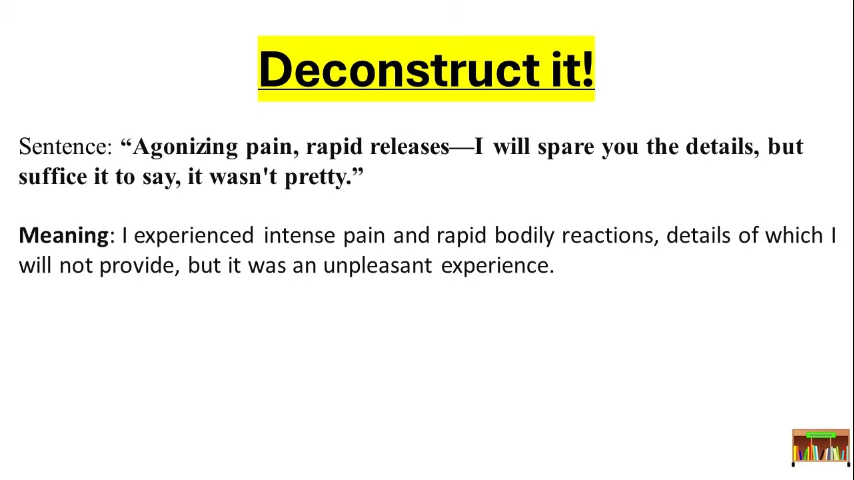 Deconstruct it!
Sentence: “Agonizing pain, rapid releases—I will spare you the details, but
suffice it to say, it wasn't pretty.”
Meaning: I experienced intense pain and rapid bodily reactions, details of which I
will not provide, but it was an unpleasant experience.